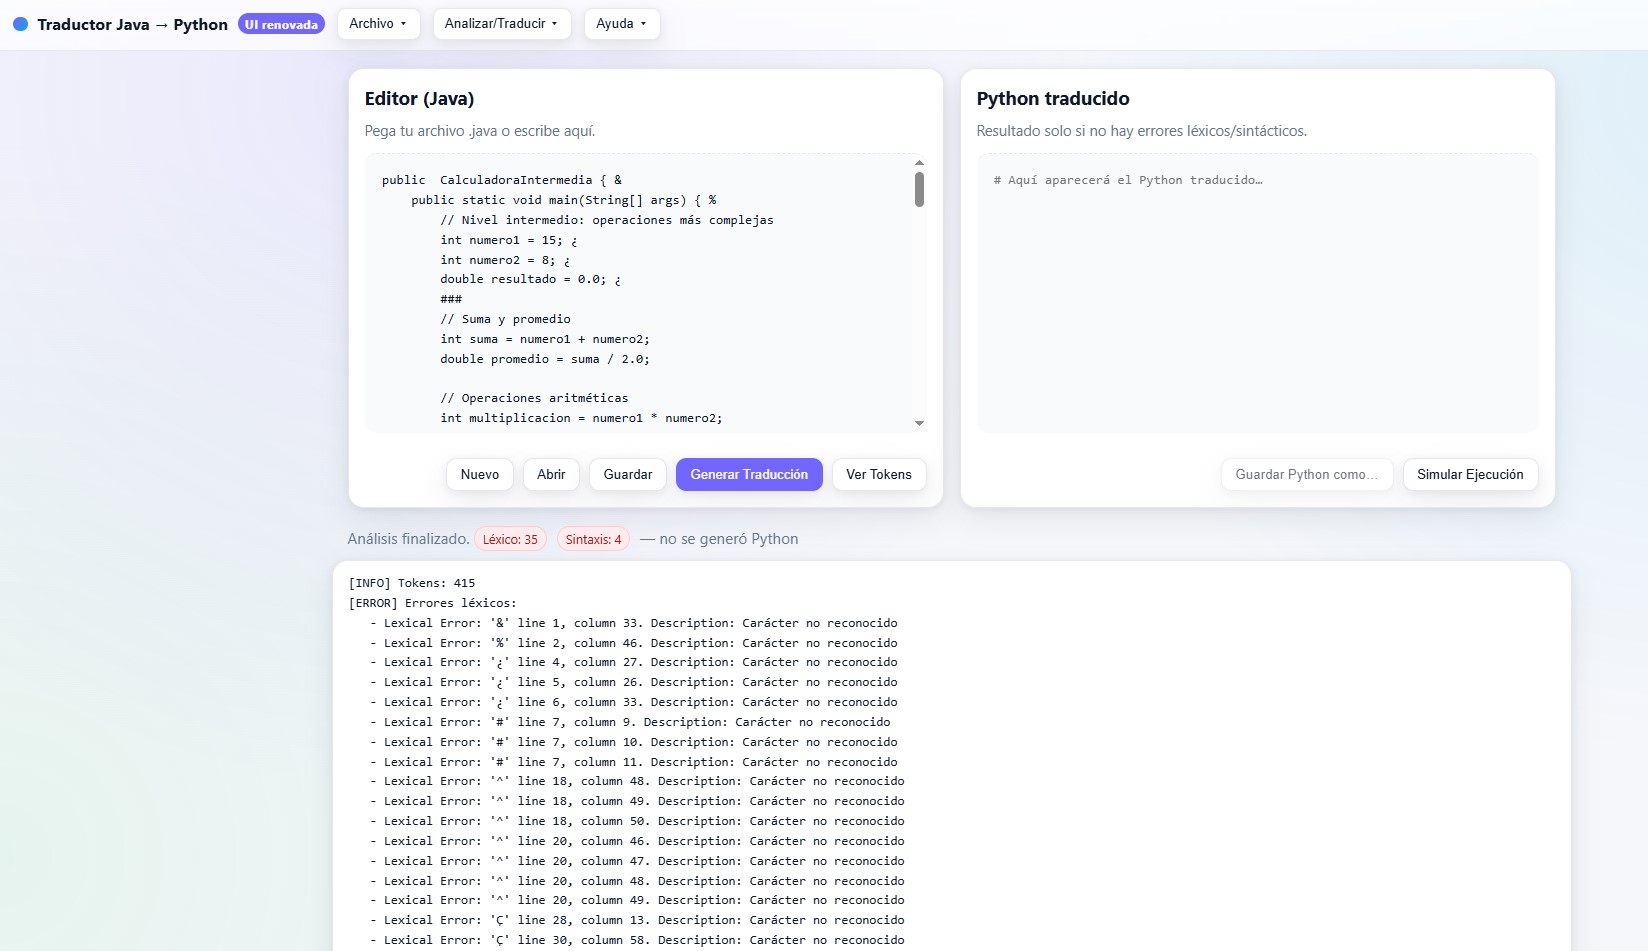 Traductor Java → Python UI renovada Archivo ▾ Analizar/Traducir ▾ Ayuda ▾
Editor (Java)
Pega tu archivo .java o escribe aquí.
public  CalculadoraIntermedia { &
    public static void main(String[] args) { %
        // Nivel intermedio: operaciones más complejas
        int numero1 = 15; ¿
        int numero2 = 8; ¿
        double resultado = 0.0; ¿
        ###
        // Suma y promedio
        int suma = numero1 + numero2;
        double promedio = suma / 2.0;
        // Operaciones aritméticas
        int multiplicacion = numero1 * numero2;
Nuevo Abrir Guardar Generar Traducción Ver Tokens
Python traducido
Resultado solo si no hay errores léxicos/sintácticos.
# Aquí aparecerá el Python traducido…
Guardar Python como… Simular Ejecución
Análisis finalizado. Léxico: 35 Sintaxis: 4 — no se generó Python
[INFO] Tokens: 415
[ERROR] Errores léxicos:
   - Lexical Error: '&' line 1, column 33. Description: Carácter no reconocido
   - Lexical Error: '%' line 2, column 46. Description: Carácter no reconocido
   - Lexical Error: '¿' line 4, column 27. Description: Carácter no reconocido
   - Lexical Error: '¿' line 5, column 26. Description: Carácter no reconocido
   - Lexical Error: '¿' line 6, column 33. Description: Carácter no reconocido
   - Lexical Error: '#' line 7, column 9. Description: Carácter no reconocido
   - Lexical Error: '#' line 7, column 10. Description: Carácter no reconocido
   - Lexical Error: '#' line 7, column 11. Description: Carácter no reconocido
   - Lexical Error: '^' line 18, column 48. Description: Carácter no reconocido
   - Lexical Error: '^' line 18, column 49. Description: Carácter no reconocido
   - Lexical Error: '^' line 18, column 50. Description: Carácter no reconocido
   - Lexical Error: '^' line 20, column 46. Description: Carácter no reconocido
   - Lexical Error: '^' line 20, column 47. Description: Carácter no reconocido
   - Lexical Error: '^' line 20, column 48. Description: Carácter no reconocido
   - Lexical Error: '^' line 20, column 49. Description: Carácter no reconocido
   - Lexical Error: 'Ç' line 28, column 13. Description: Carácter no reconocido
   - Lexical Error: 'Ç' line 30, column 58. Description: Carácter no reconocido